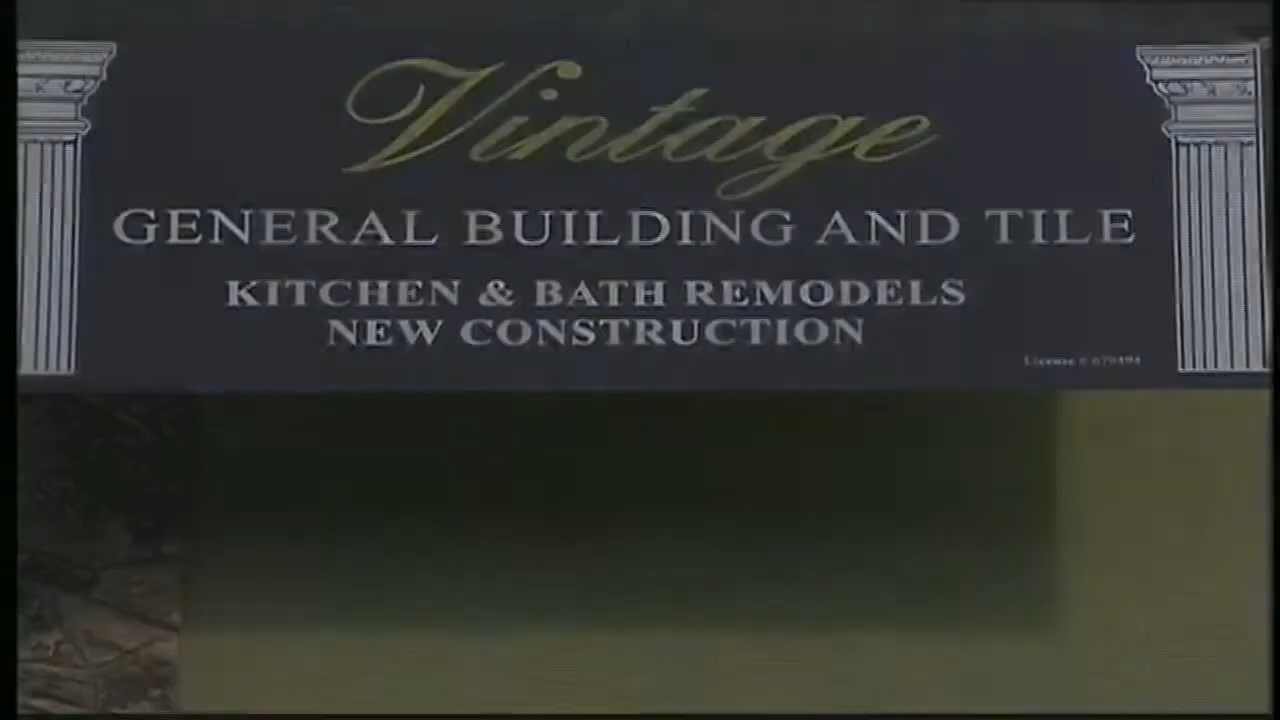 Vintage
GENERAL BUILDING AND TILE
KITCHEN & BATH REMODELS
NEW CONSTRUCTION